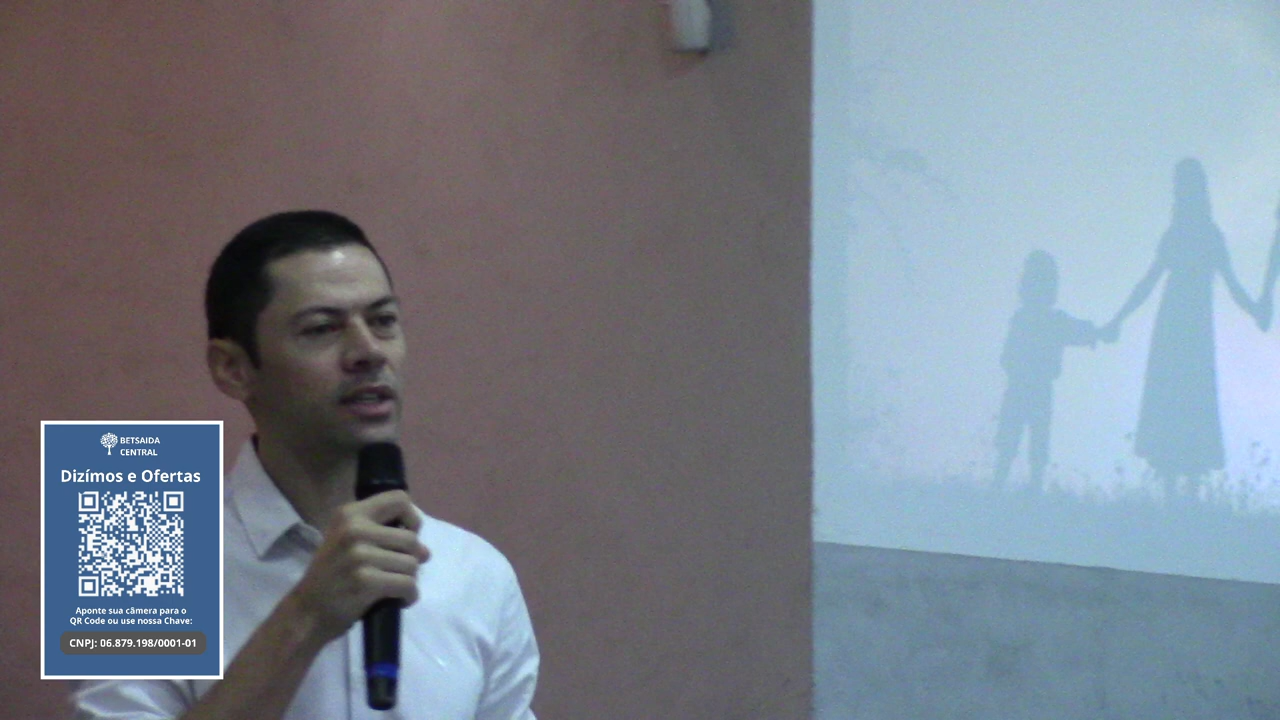 BETSAIDA
CENTRAL
Dizímos e Ofertas
Aponte sua câmera para o
QR Code ou use nossa Chave:
CNPJ: 06.879.198/0001-01